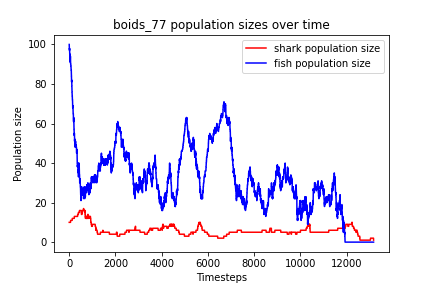 boids_77 population sizes over time
shark population size
fish population size
Population size
100
80
60
40
20
0
0
2000
4000
6000
8000
10000
12000
Timesteps